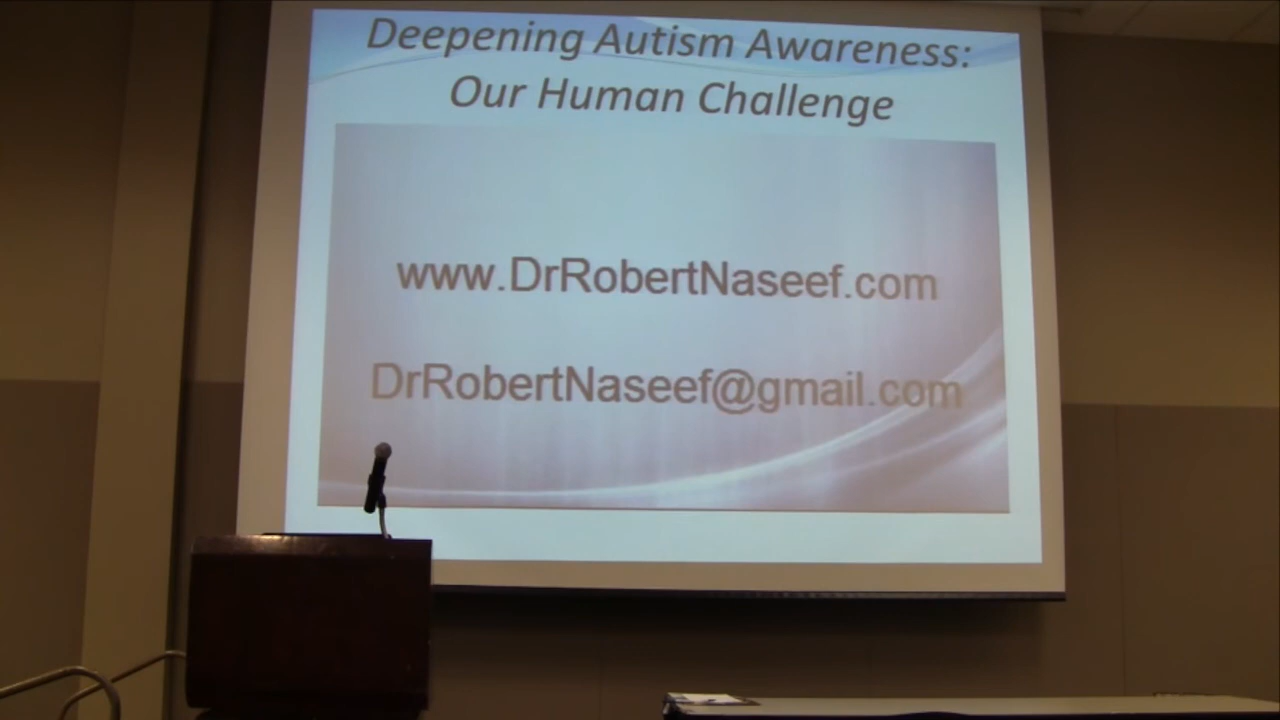 Deepening Autism Awareness:
Our Human Challenge
www.DrRobertNaseef.com
DrRobertNaseef@gmail.com